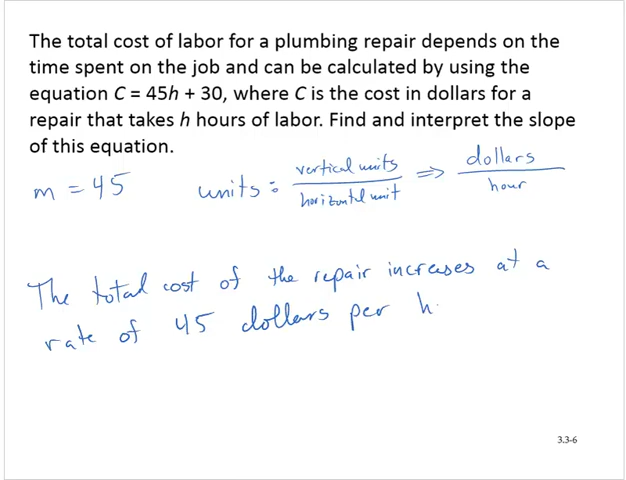 The total cost of labor for a plumbing repair depends on the
time spent on the job and can be calculated by using the
equation C = 45h + 30, where C is the cost in dollars for a
repair that takes h hours of labor. Find and interpret the slope
of this equation.
m = 45 units: vertical units / horizontal unit ⇒ dollars / hour
The total cost of the repair increases at a
rate of 45 dollars per h
3.3-6